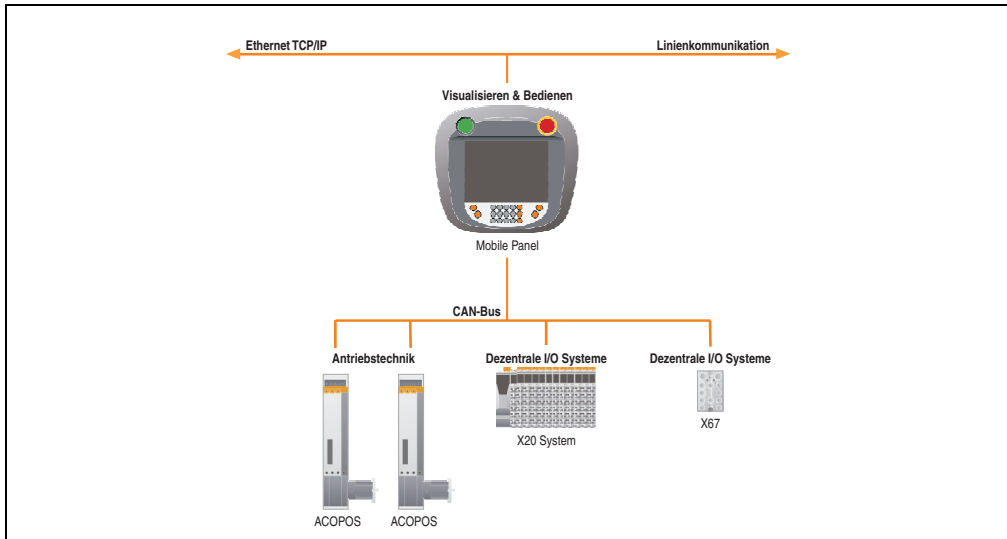 Ethernet TCP/IP
Linienkommunikation
Visualisieren & Bedienen
Mobile Panel
CAN-Bus
Antriebstechnik
Dezentrale I/O Systeme
Dezentrale I/O Systeme
X20 System
X67
ACOPOS
ACOPOS